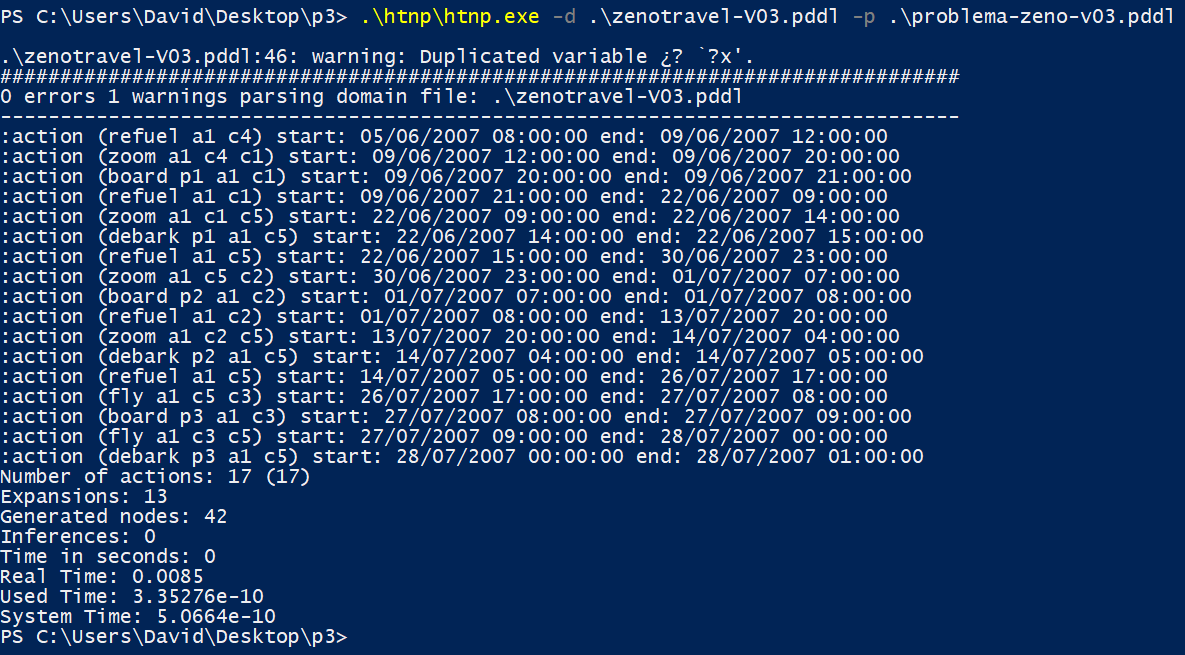 PS C:\Users\David\Desktop\p3> .\htnp\htnp.exe -d .\zenotravel-V03.pddl -p .\problema-zeno-v03.pddl
.\zenotravel-V03.pddl:46: warning: Duplicated variable ¿? `?x'.
################################################################################
0 errors 1 warnings parsing domain file: .\zenotravel-V03.pddl
--------------------------------------------------------------------------------
:action (refuel a1 c4) start: 05/06/2007 08:00:00 end: 09/06/2007 12:00:00
:action (zoom a1 c4 c1) start: 09/06/2007 12:00:00 end: 09/06/2007 20:00:00
:action (board p1 a1 c1) start: 09/06/2007 20:00:00 end: 09/06/2007 21:00:00
:action (refuel a1 c1) start: 09/06/2007 21:00:00 end: 22/06/2007 09:00:00
:action (zoom a1 c1 c5) start: 22/06/2007 09:00:00 end: 22/06/2007 14:00:00
:action (debark p1 a1 c5) start: 22/06/2007 14:00:00 end: 22/06/2007 15:00:00
:action (refuel a1 c5) start: 22/06/2007 15:00:00 end: 30/06/2007 23:00:00
:action (zoom a1 c5 c2) start: 30/06/2007 23:00:00 end: 01/07/2007 07:00:00
:action (board p2 a1 c2) start: 01/07/2007 07:00:00 end: 01/07/2007 08:00:00
:action (refuel a1 c2) start: 01/07/2007 08:00:00 end: 13/07/2007 20:00:00
:action (zoom a1 c2 c5) start: 13/07/2007 20:00:00 end: 14/07/2007 04:00:00
:action (debark p2 a1 c5) start: 14/07/2007 04:00:00 end: 14/07/2007 05:00:00
:action (refuel a1 c5) start: 14/07/2007 05:00:00 end: 26/07/2007 17:00:00
:action (fly a1 c5 c3) start: 26/07/2007 17:00:00 end: 27/07/2007 08:00:00
:action (board p3 a1 c3) start: 27/07/2007 08:00:00 end: 27/07/2007 09:00:00
:action (fly a1 c3 c5) start: 27/07/2007 09:00:00 end: 28/07/2007 00:00:00
:action (debark p3 a1 c5) start: 28/07/2007 00:00:00 end: 28/07/2007 01:00:00
Number of actions: 17 (17)
Expansions: 13
Generated nodes: 42
Inferences: 0
Time in seconds: 0
Real Time: 0.0085
Used Time: 3.35276e-10
System Time: 5.0664e-10
PS C:\Users\David\Desktop\p3>